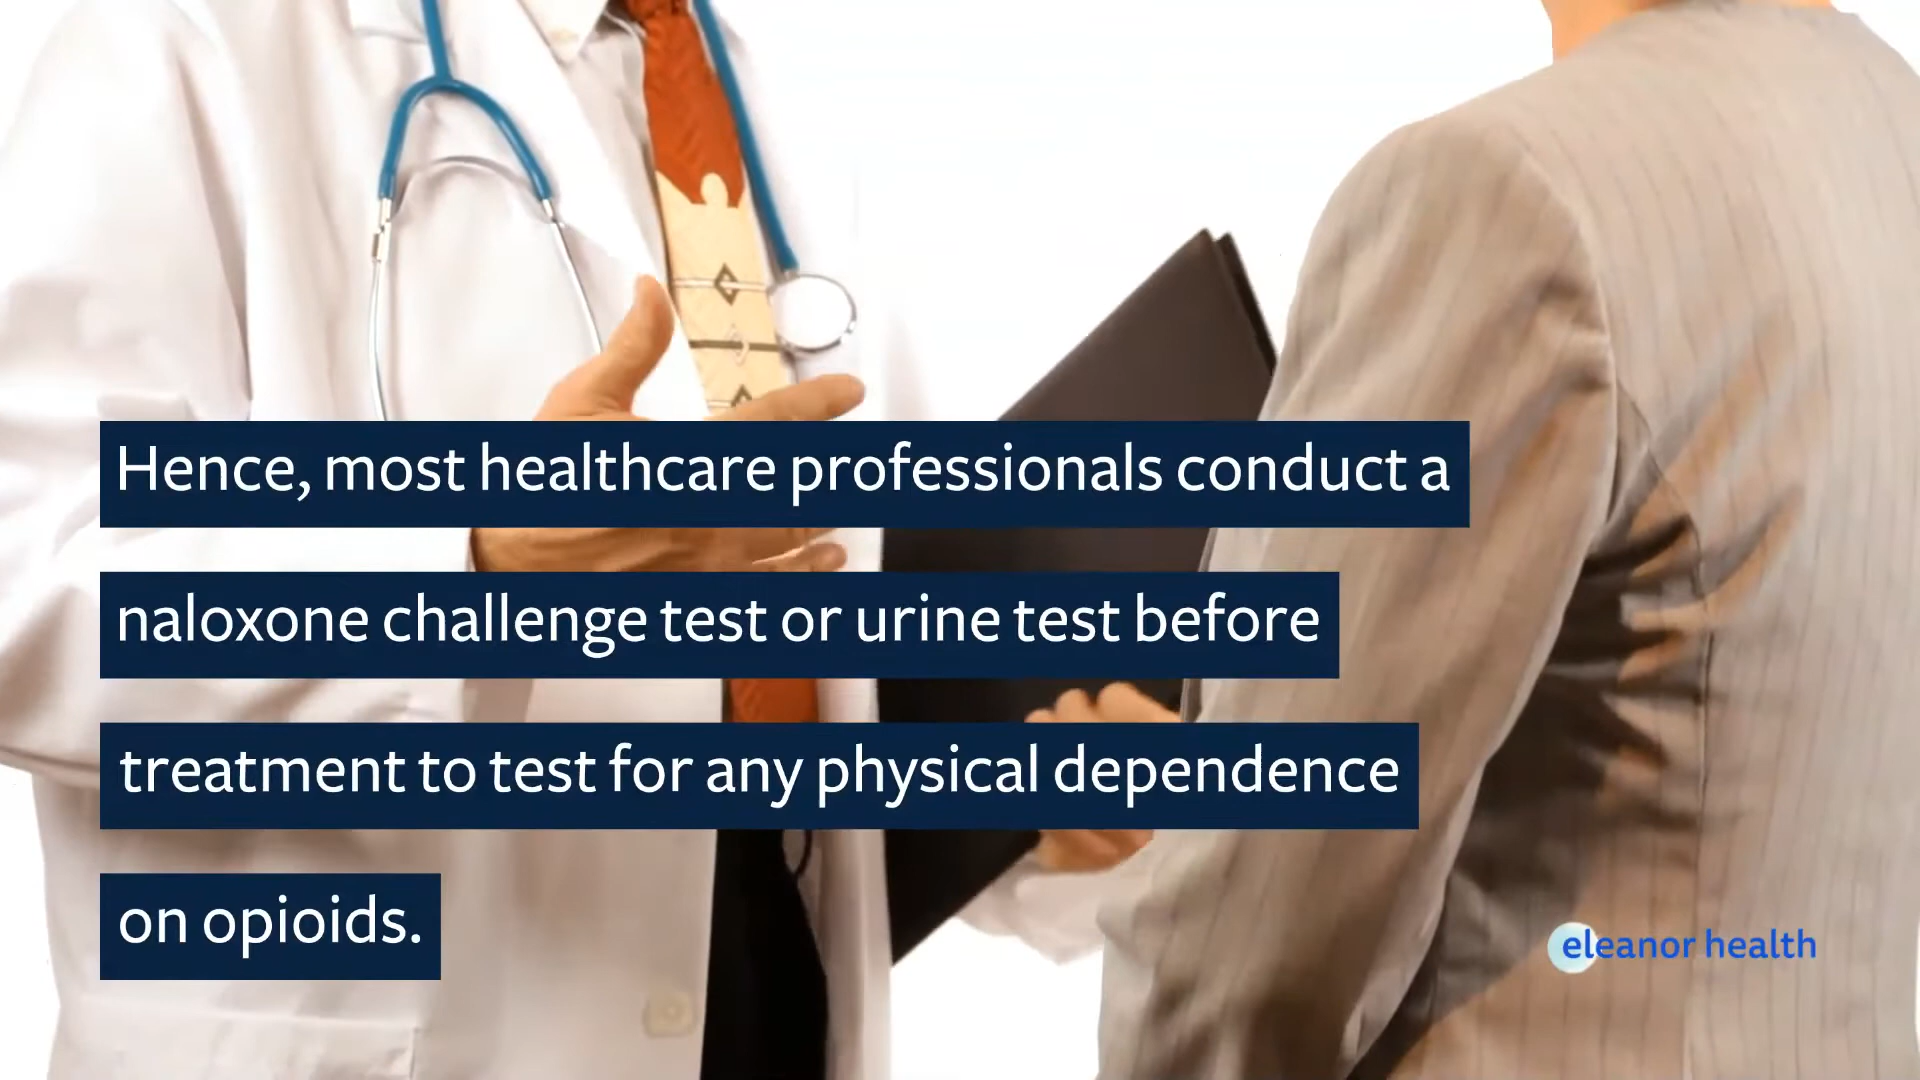 Hence, most healthcare professionals conduct a
naloxone challenge test or urine test before
treatment to test for any physical dependence
on opioids.
eleanor health